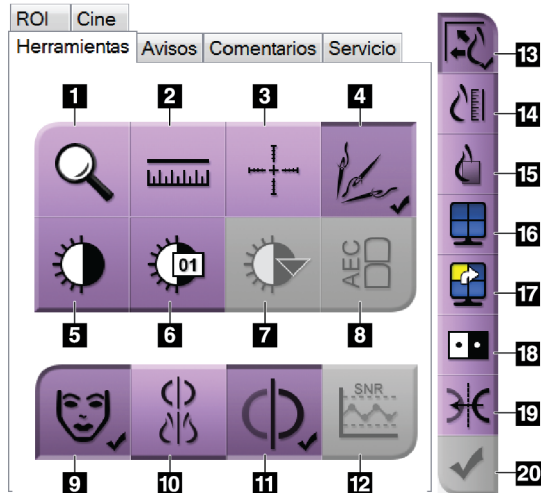 ROI Cine
Herramientas Avisos Comentarios Servicio
1 2 3 4
01
AEC
5 6 7 8
SNR
9 10 11 12
13
14
15
16
17
18
19
20